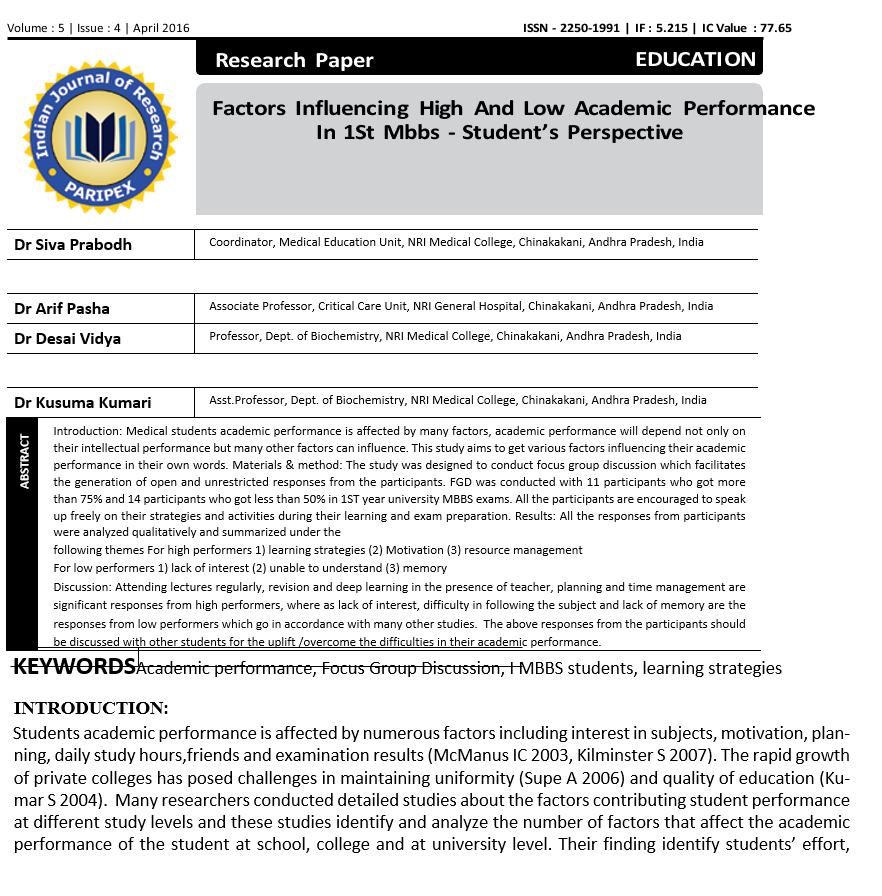 Volume : 5 | Issue : 4 | April 2016
ISSN - 2250-1991 | IF : 5.215 | IC Value : 77.65
Research Paper
EDUCATION
Indian Journal of Research
PARIPEX
Factors Influencing High And Low Academic Performance
In 1St Mbbs - Student’s Perspective
Dr Siva Prabodh
Coordinator, Medical Education Unit, NRI Medical College, Chinakakani, Andhra Pradesh, India
Dr Arif Pasha
Associate Professor, Critical Care Unit, NRI General Hospital, Chinakakani, Andhra Pradesh, India
Dr Desai Vidya
Professor, Dept. of Biochemistry, NRI Medical College, Chinakakani, Andhra Pradesh, India
Dr Kusuma Kumari
Asst.Professor, Dept. of Biochemistry, NRI Medical College, Chinakakani, Andhra Pradesh, India
ABSTRACT
Introduction: Medical students academic performance is affected by many factors, academic performance will depend not only on
their intellectual performance but many other factors can influence. This study aims to get various factors influencing their academic
performance in their own words. Materials & method: The study was designed to conduct focus group discussion which facilitates
the generation of open and unrestricted responses from the participants. FGD was conducted with 11 participants who got more
than 75% and 14 participants who got less than 50% in 1ST year university MBBS exams. All the participants are encouraged to speak
up freely on their strategies and activities during their learning and exam preparation. Results: All the responses from participants
were analyzed qualitatively and summarized under the
following themes For high performers 1) learning strategies (2) Motivation (3) resource management
For low performers 1) lack of interest (2) unable to understand (3) memory
Discussion: Attending lectures regularly, revision and deep learning in the presence of teacher, planning and time management are
significant responses from high performers, where as lack of interest, difficulty in following the subject and lack of memory are the
responses from low performers which go in accordance with many other studies. The above responses from the participants should
be discussed with other students for the uplift /overcome the difficulties in their academic performance.
KEYWORDS Academic performance, Focus Group Discussion, I MBBS students, learning strategies
INTRODUCTION:
Students academic performance is affected by numerous factors including interest in subjects, motivation, plan-
ning, daily study hours,friends and examination results (McManus IC 2003, Kilminster S 2007). The rapid growth
of private colleges has posed challenges in maintaining uniformity (Supe A 2006) and quality of education (Ku-
mar S 2004). Many researchers conducted detailed studies about the factors contributing student performance
at different study levels and these studies identify and analyze the number of factors that affect the academic
performance of the student at school, college and at university level. Their finding identify students’ effort,